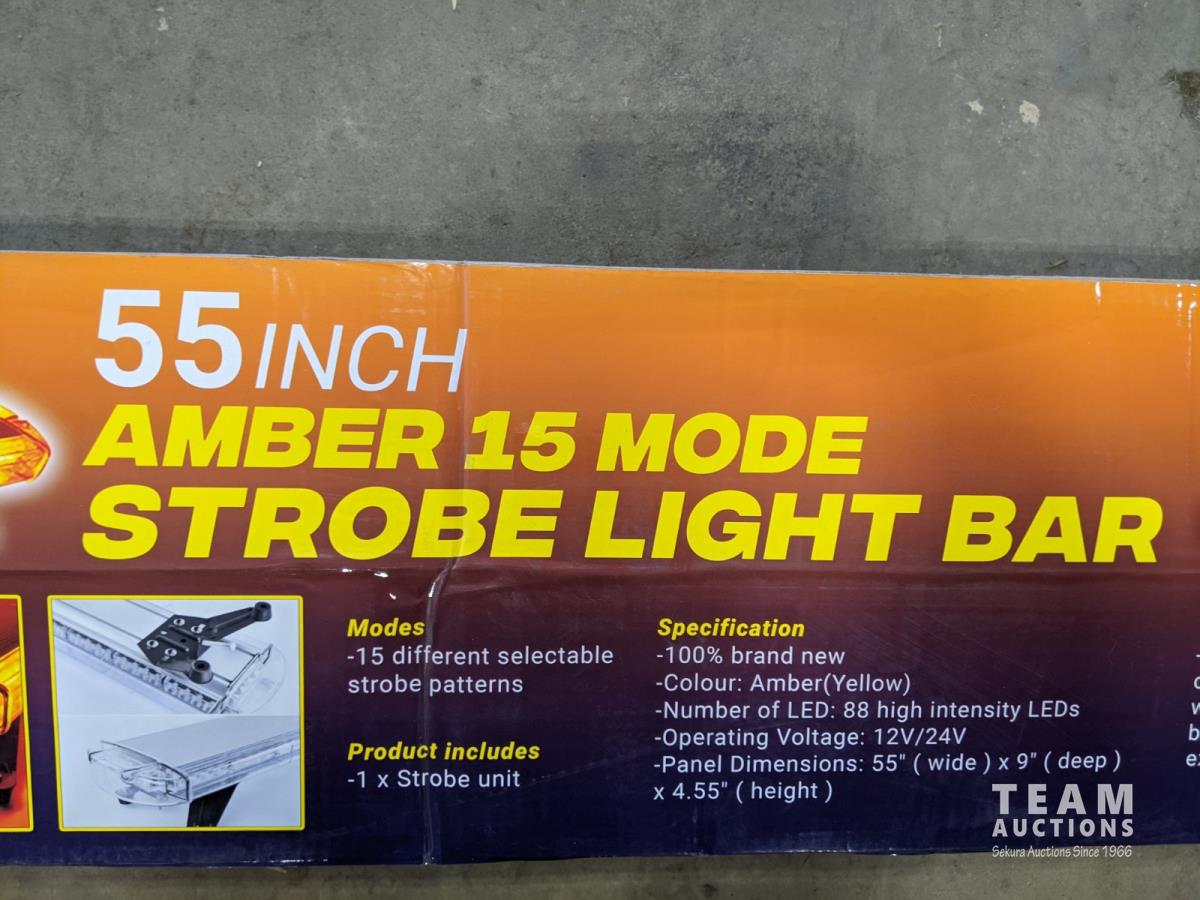 55 INCH
AMBER 15 MODE
STROBE LIGHT BAR
Modes
-15 different selectable
strobe patterns
Product includes
-1 x Strobe unit
Specification
-100% brand new
-Colour: Amber(Yellow)
-Number of LED: 88 high intensity LEDs
-Operating Voltage: 12V/24V
-Panel Dimensions: 55" ( wide ) x 9" ( deep )
x 4.55" ( height )
TEAM
AUCTIONS
Sekura Auctions Since 1966